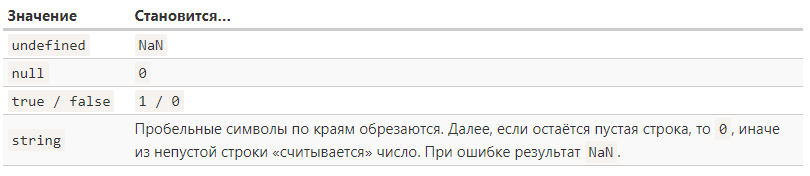 Значение Становится...
undefined NaN
null 0
true / false 1 / 0
string Пробельные символы по краям обрезаются. Далее, если остаётся пустая строка, то 0, иначе
из непустой строки «считывается» число. При ошибке результат NaN.